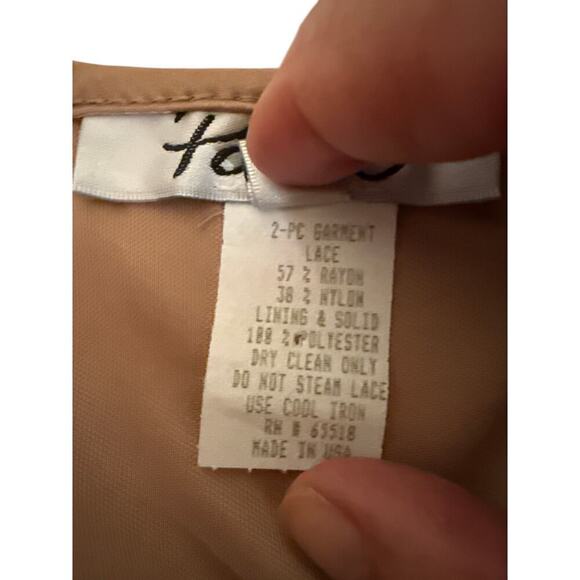 2-PC GARMENT
LACE
57 % RAYON
38 % NYLON
LINING & SOLID
100 % POLYESTER
DRY CLEAN ONLY
DO NOT STEAM LACE
USE COOL IRON
RN # 65518
MADE IN USA